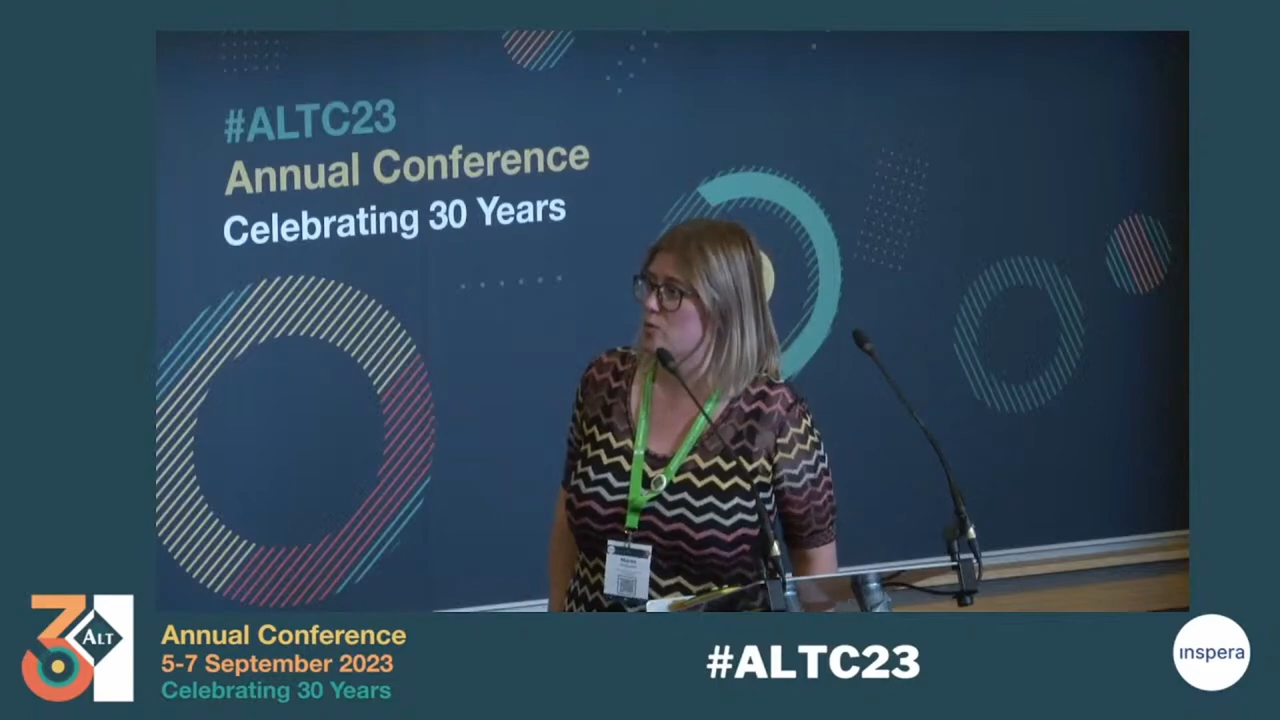 #ALTC23
Annual Conference
Celebrating 30 Years
ALT
Annual Conference
5-7 September 2023
Celebrating 30 Years
#ALTC23
inspera